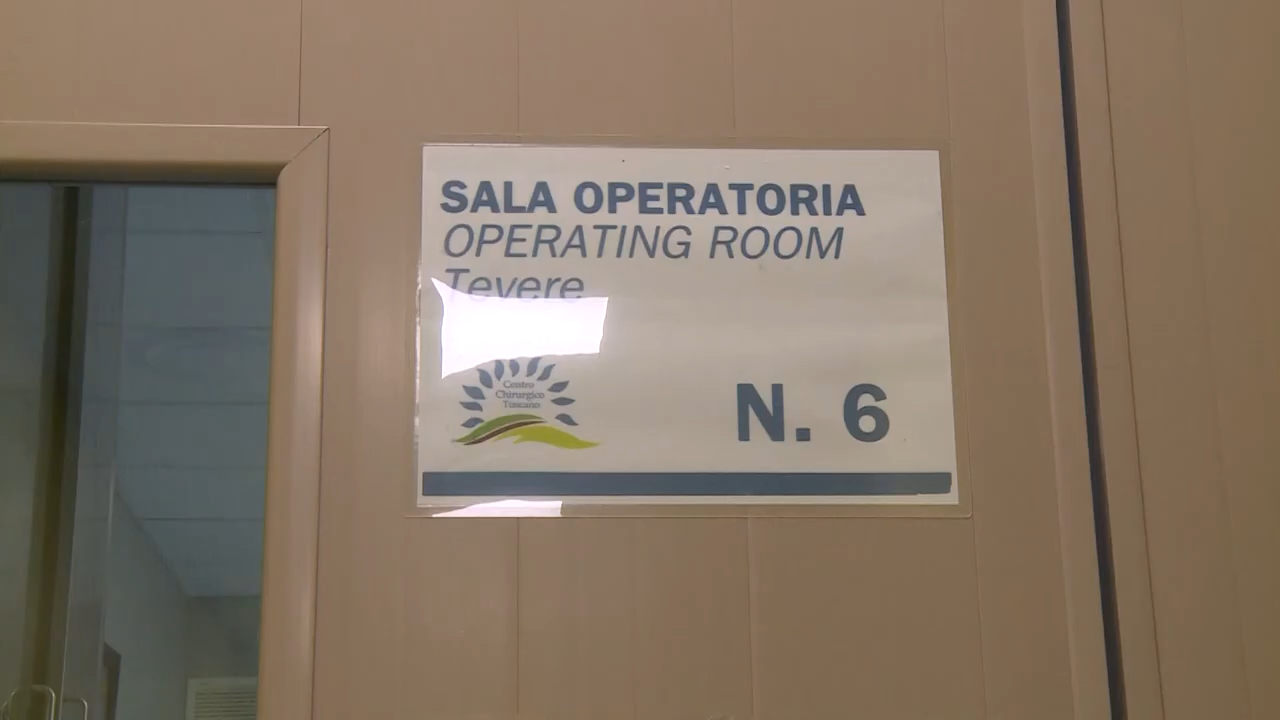 SALA OPERATORIA
OPERATING ROOM
Tevere
Centro
Chirurgico
Toscano
N. 6